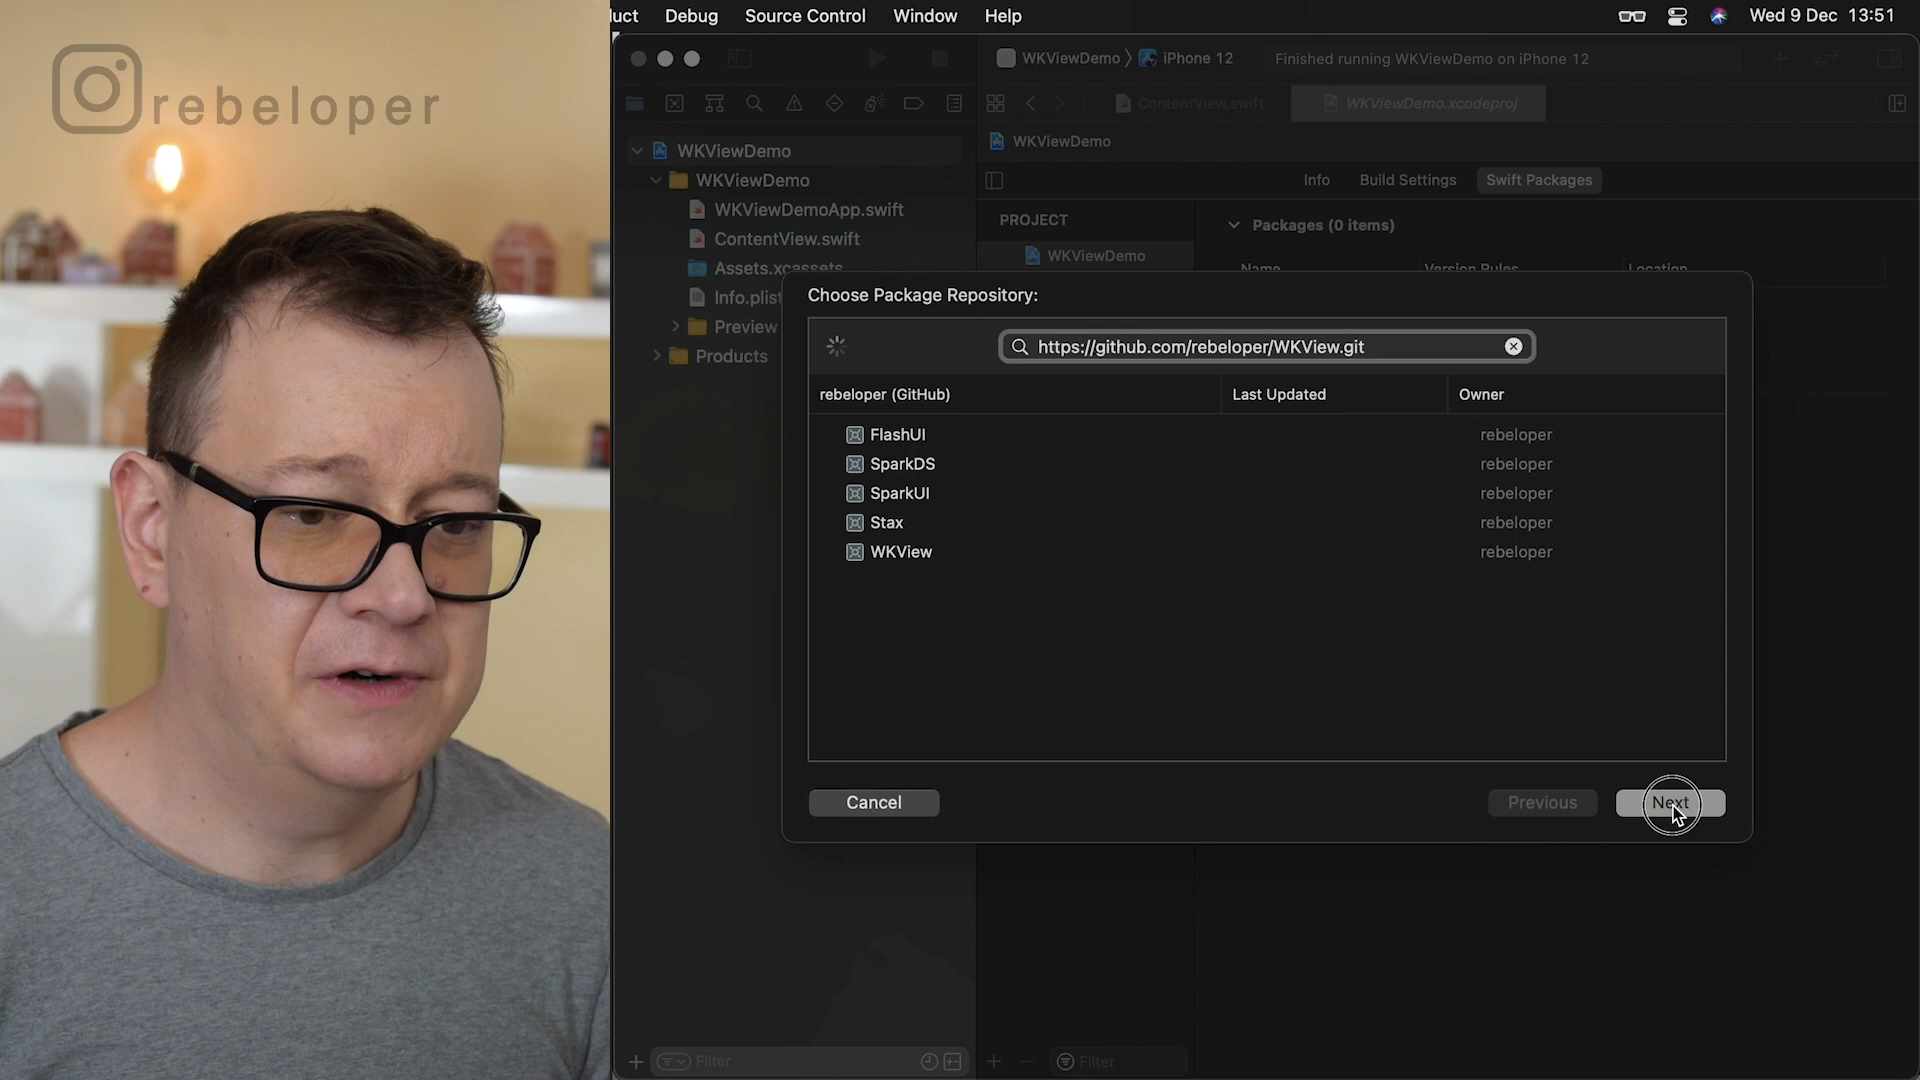 rebeloper
uct Debug Source Control Window Help
Wed 9 Dec 13:51
WKViewDemo
iPhone 12
Finished running WKViewDemo on iPhone 12
ContentView.swift
WKViewDemo.xcodeproj
WKViewDemo
WKViewDemo
WKViewDemo
WKViewDemoApp.swift
ContentView.swift
Assets.xcassets
Info.plist
Preview
Products
Info Build Settings Swift Packages
PROJECT
WKViewDemo
Packages (0 items)
Name Version Rules Location
Choose Package Repository:
https://github.com/rebeloper/WKView.git
rebeloper (GitHub) Last Updated Owner
FlashUI rebeloper
SparkDS rebeloper
SparkUI rebeloper
Stax rebeloper
WKView rebeloper
Cancel Previous Next
Filter
Filter